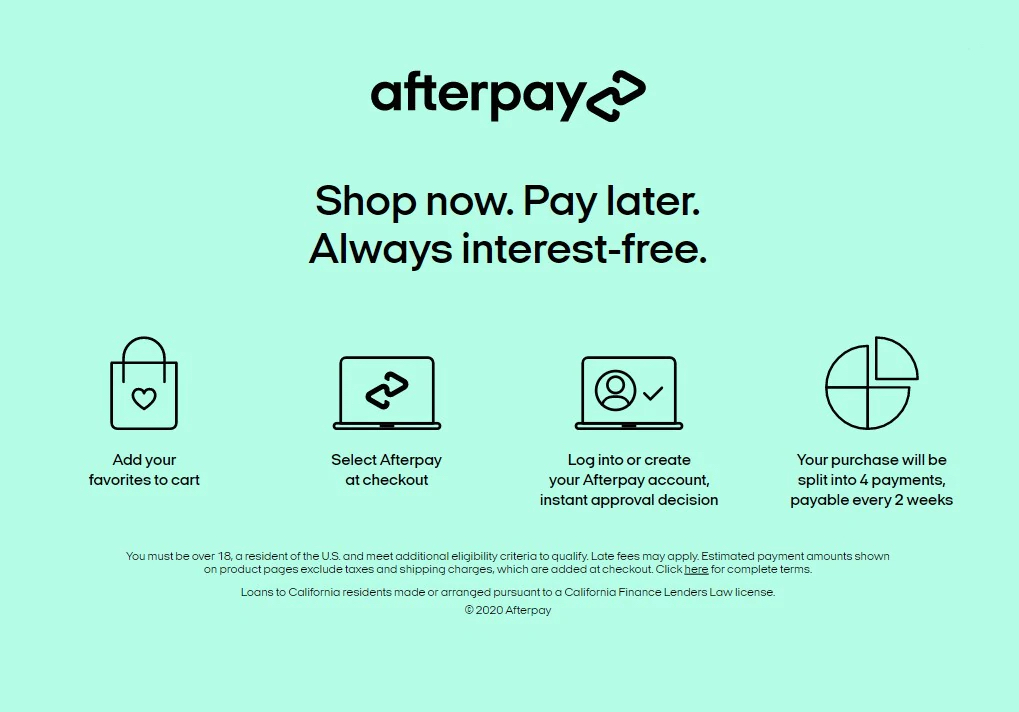 afterpay
Shop now. Pay later.
Always interest-free.
Add your
favorites to cart
Select Afterpay
at checkout
Log into or create
your Afterpay account,
instant approval decision
Your purchase will be
split into 4 payments,
payable every 2 weeks
You must be over 18, a resident of the U.S. and meet additional eligibility criteria to qualify. Late fees may apply. Estimated payment amounts shown
on product pages exclude taxes and shipping charges, which are added at checkout. Click here for complete terms.
Loans to California residents made or arranged pursuant to a California Finance Lenders Law license.
© 2020 Afterpay